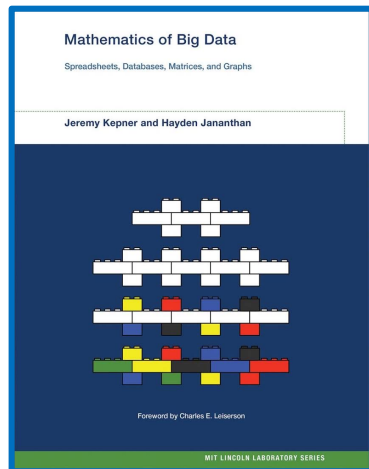 Mathematics of Big Data
Spreadsheets, Databases, Matrices, and Graphs
Jeremy Kepner and Hayden Jananthan
Foreword by Charles E. Leiserson
MIT LINCOLN LABORATORY SERIES